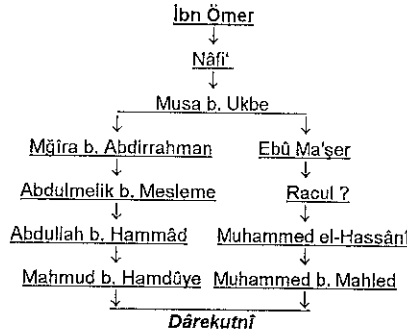 İbn Ömer
Nâfi‘
Musa b. Ukbe
Mğîra b. Abdirrahman Ebû Ma'şer
Abdulmelik b. Mesleme Racul ?
Abdullah b. Hammâd Muhammed el-Hassânî
Mahmud b. Hamdûye Muhammed b. Mahled
Dârekutnî